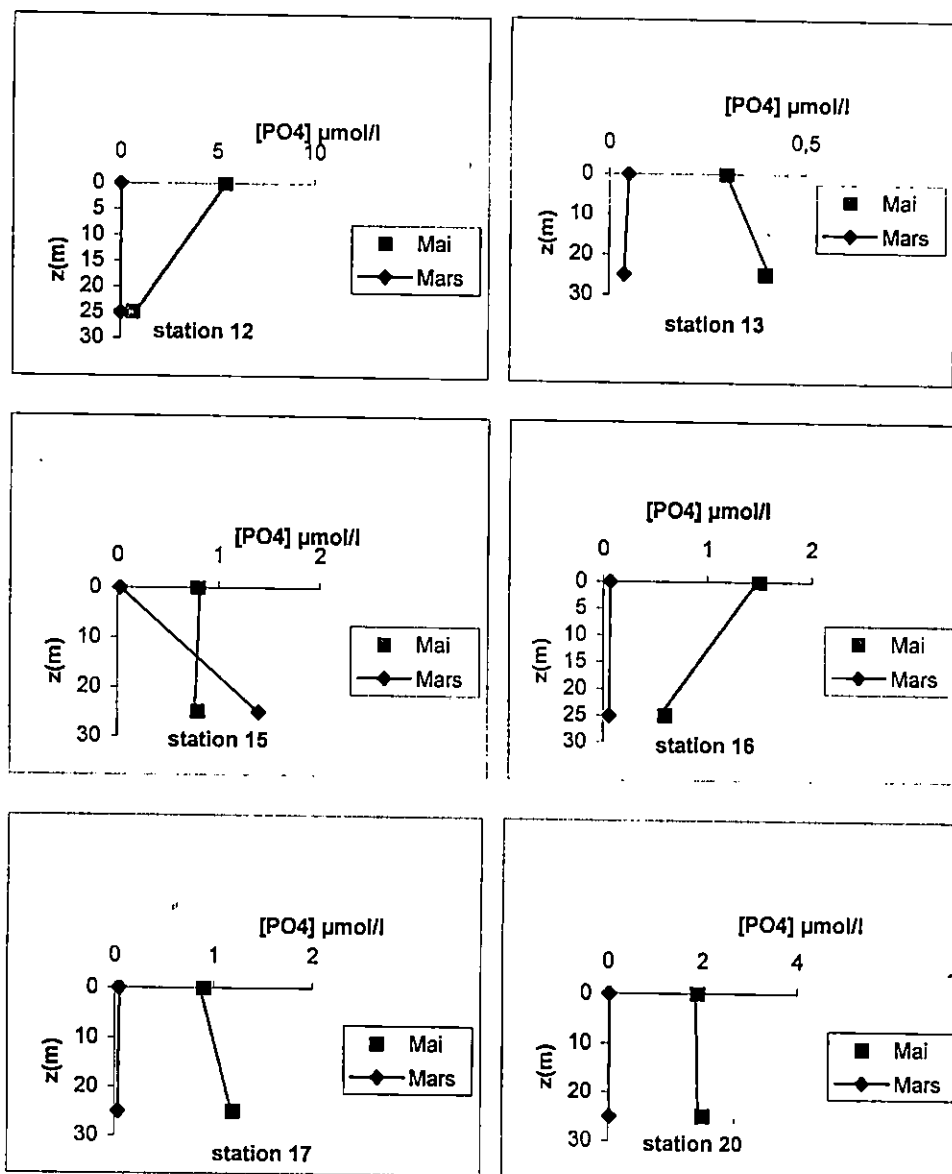 [PO4] µmol/l
0 5 10
0
5
10
15
20
25
30
z(m)
Mai
Mars
station 12
[PO4] µmol/l
0 0,5
0
10
20
30
z(m)
Mai
Mars
station 13
[PO4] µmol/l
0 1 2
0
10
20
30
z(m)
Mai
Mars
station 15
[PO4] µmol/l
0 1 2
0
5
10
15
20
25
30
z(m)
Mai
Mars
station 16
[PO4] µmol/l
0 1 2
0
10
20
30
z(m)
Mai
Mars
station 17
[PO4] µmol/l
0 2 4
0
10
20
30
z(m)
Mai
Mars
station 20